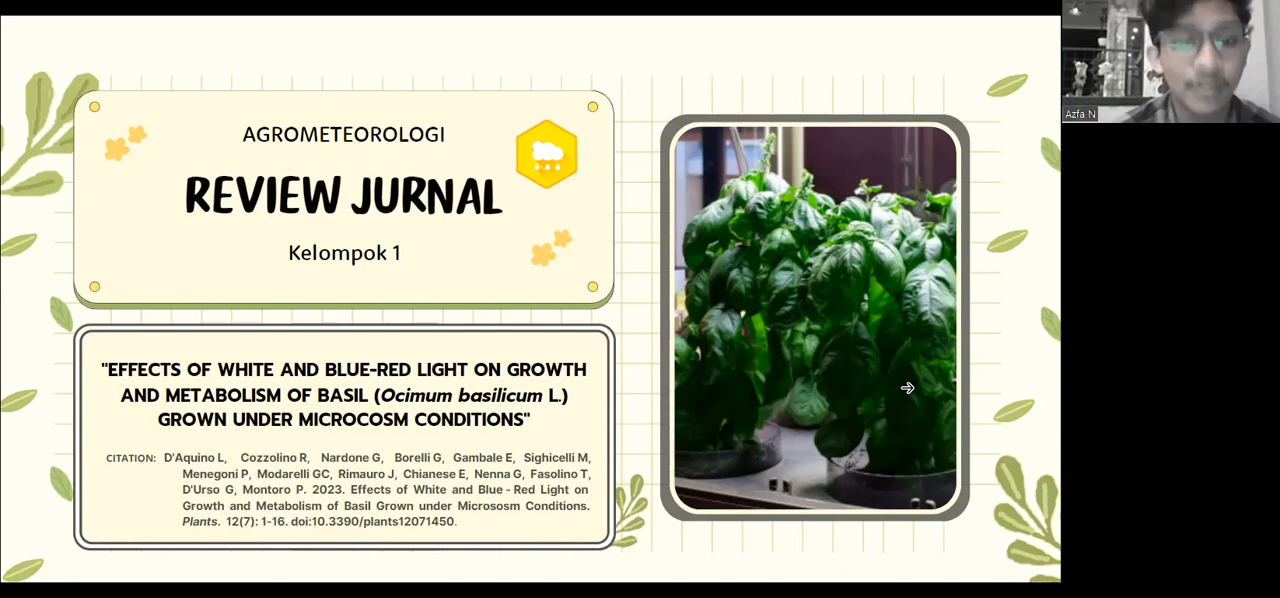 AGROMETEOROLOGI
REVIEW JURNAL
Kelompok 1
"EFFECTS OF WHITE AND BLUE-RED LIGHT ON GROWTH
AND METABOLISM OF BASIL (Ocimum basilicum L.)
GROWN UNDER MICROCOSM CONDITIONS"
CITATION: D'Aquino L, Cozzolino R, Nardone G, Borelli G, Gambale E, Sighicelli M,
Menegoni P, Modarelli GC, Rimauro J, Chianese E, Nenna G, Fasolino T,
D'Urso G, Montoro P. 2023. Effects of White and Blue - Red Light on
Growth and Metabolism of Basil Grown under Micrososm Conditions.
Plants. 12(7): 1-16. doi:10.3390/plants12071450.
Azfa N